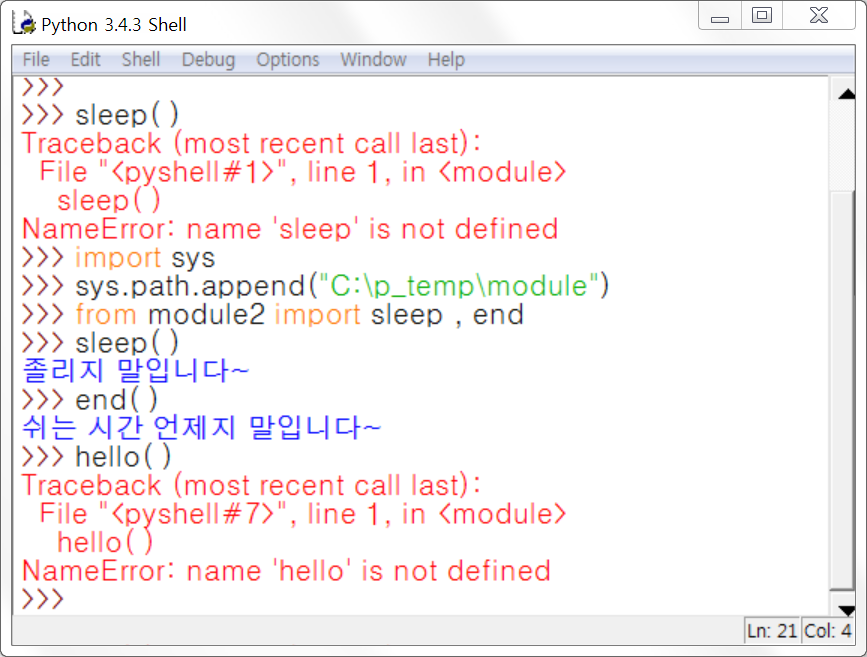 Python 3.4.3 Shell
File Edit Shell Debug Options Window Help
>>>
>>> sleep()
Traceback (most recent call last):
  File "<pyshell#1>", line 1, in <module>
    sleep()
NameError: name 'sleep' is not defined
>>> import sys
>>> sys.path.append("C:\p_temp\module")
>>> from module2 import sleep , end
>>> sleep()
졸리지 말입니다~
>>> end()
쉬는 시간 언제지 말입니다~
>>> hello()
Traceback (most recent call last):
  File "<pyshell#7>", line 1, in <module>
    hello()
NameError: name 'hello' is not defined
>>>
Ln: 21 Col: 4